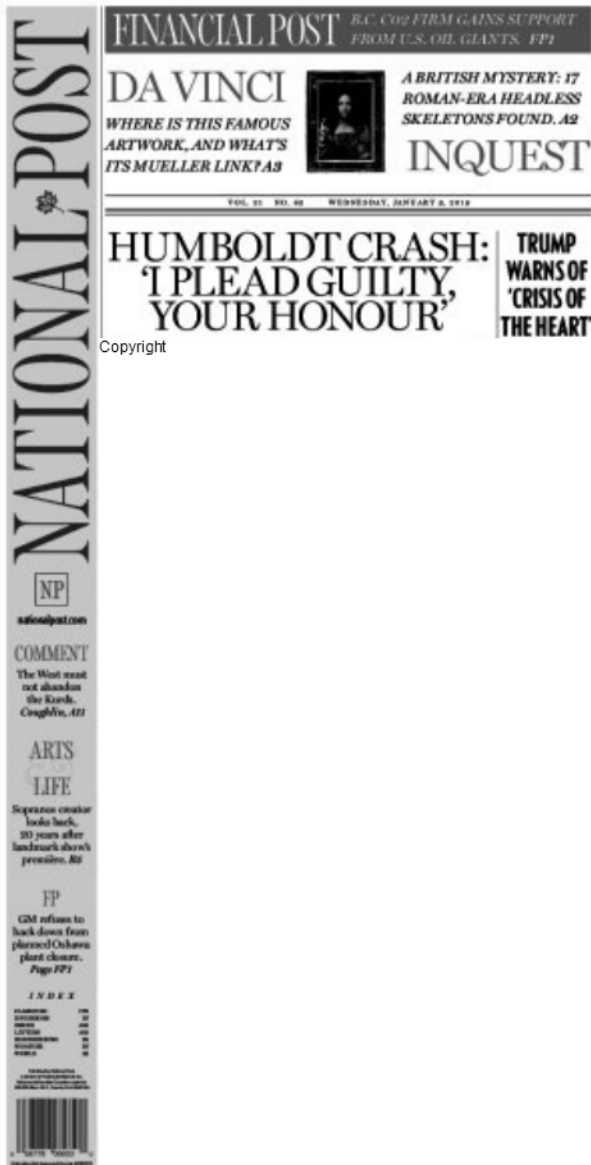 FINANCIAL POST
B.C. CO2 FIRM GAINS SUPPORT
FROM U.S. OIL GIANTS. FP1
DA VINCI
WHERE IS THIS FAMOUS
ARTWORK, AND WHAT'S
ITS MUELLER LINK? A3
A BRITISH MYSTERY: 17
ROMAN-ERA HEADLESS
SKELETONS FOUND. A2
INQUEST
VOL. 21 NO. WEDNESDAY, JANUARY 9, 2019
HUMBOLDT CRASH:
'I PLEAD GUILTY,
YOUR HONOUR'
TRUMP
WARNS OF
'CRISIS OF
THE HEART'
Copyright
NATIONAL POST
NP
nationalpost.com
COMMENT
The West must
not abandon
the Kurds.
Coughlin, A11
ARTS
&
LIFE
Sopranos creator
looks back,
20 years after
landmark show's
première. B5
FP
GM refuses to
back down from
planned Oshawa
plant closure.
Page FP1
INDEX